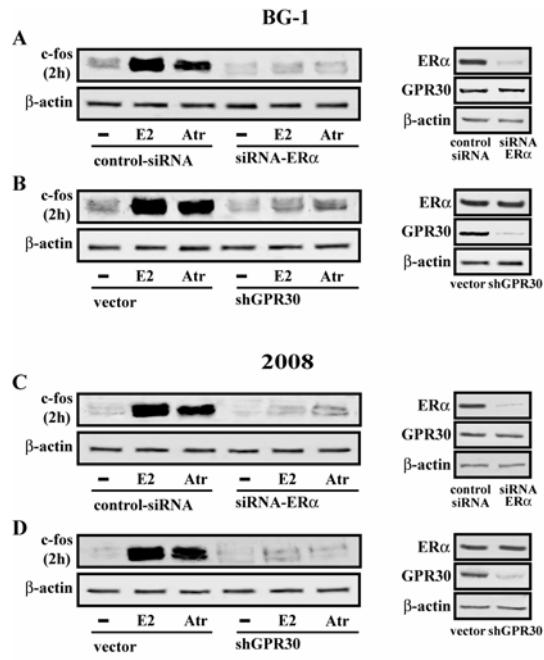 BG-1
A
c-fos
(2h)
β-actin
– E2 Atr – E2 Atr
control-siRNA siRNA-ERα
ERα
GPR30
β-actin
control siRNA
siRNA ERα
B
c-fos
(2h)
β-actin
– E2 Atr – E2 Atr
vector shGPR30
ERα
GPR30
β-actin
vector shGPR30
2008
C
c-fos
(2h)
β-actin
– E2 Atr – E2 Atr
control-siRNA siRNA-ERα
ERα
GPR30
β-actin
control siRNA
siRNA ERα
D
c-fos
(2h)
β-actin
– E2 Atr – E2 Atr
vector shGPR30
ERα
GPR30
β-actin
vector shGPR30